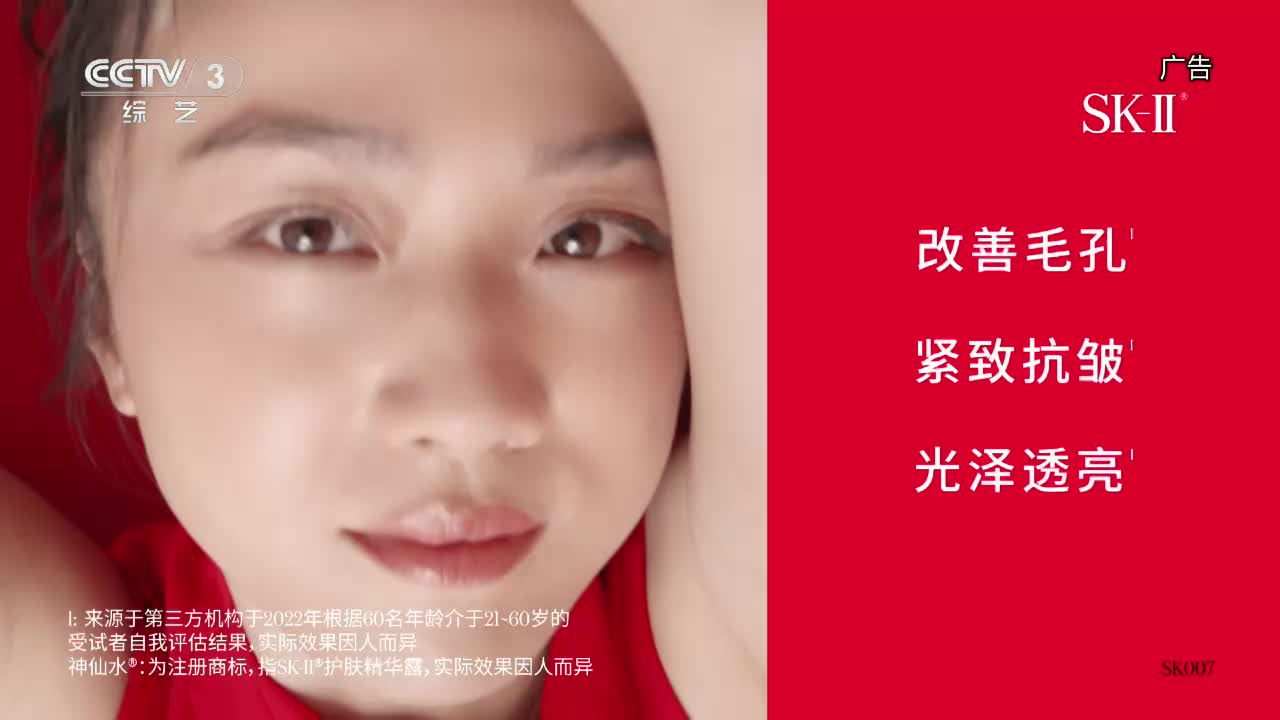 CCTV 3
综艺
广告
SK-II®
改善毛孔1
紧致抗皱1
光泽透亮1
1: 来源于第三方机构于2022年根据60名年龄介于21~60岁的
受试者自我评估结果,实际效果因人而异
神仙水®:为注册商标,指SK-II®护肤精华露,实际效果因人而异
SK007